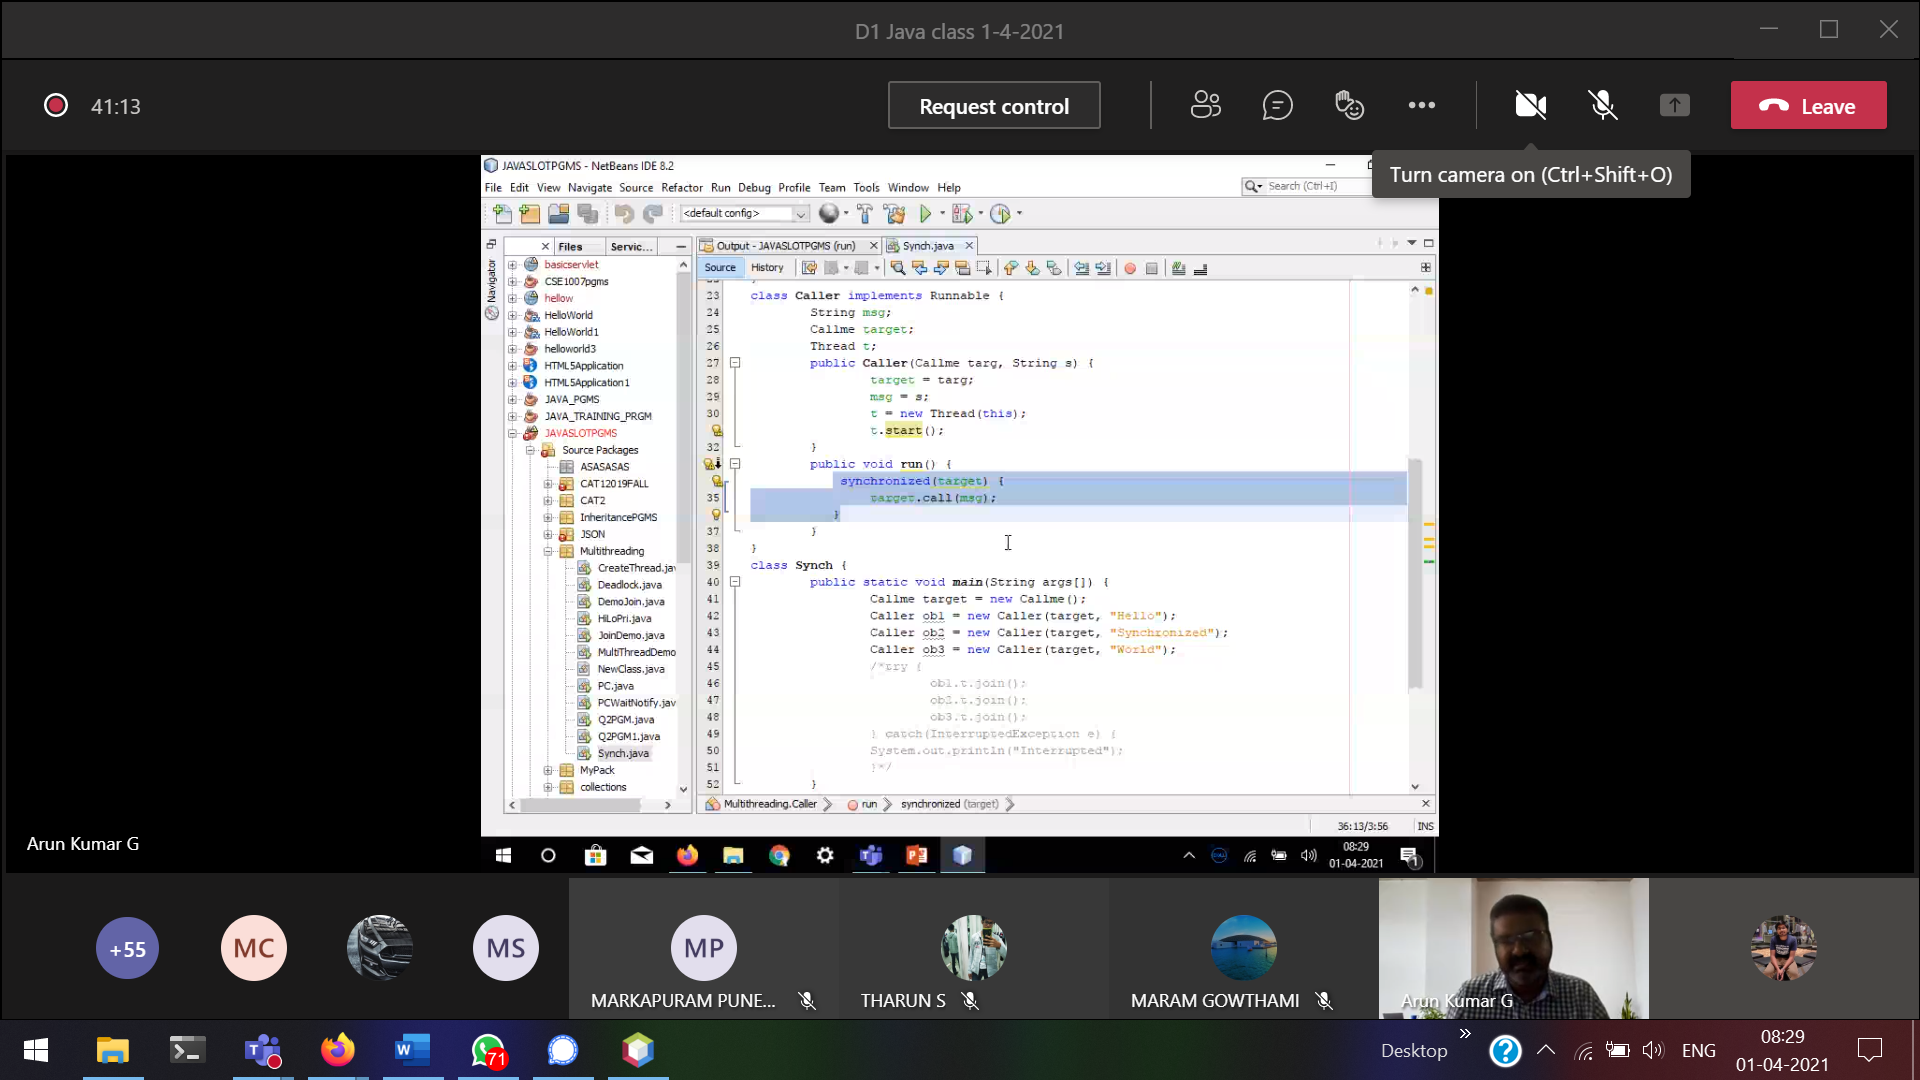 D1 Java class 1-4-2021
41:13
Request control
Leave
Turn camera on (Ctrl+Shift+O)
JAVASLOTPGMS - NetBeans IDE 8.2
File Edit View Navigate Source Refactor Run Debug Profile Team Tools Window Help
Search (Ctrl+I)
<default config>
Files
Servic...
Output - JAVASLOTPGMS (run)
Synch.java
Navigator
Source
History
basicservlet
CSE1007pgms
hellow
HelloWorld
HelloWorld1
helloworld3
HTML5Application
HTML5Application1
JAVA_PGMS
JAVA_TRAINING_PRGM
JAVASLOTPGMS
Source Packages
ASASASAS
CAT12019FALL
CAT2
InheritancePGMS
JSON
Multithreading
CreateThread.jav
Deadlock.java
DemoJoin.java
HiLoPri.java
JoinDemo.java
MultiThreadDemo
NewClass.java
PC.java
PCWaitNotify.jav
Q2PGM.java
Q2PGM1.java
Synch.java
MyPack
collections
23 class Caller implements Runnable {
24 String msg;
25 Callme target;
26 Thread t;
27 public Caller(Callme targ, String s) {
28 target = targ;
29 msg = s;
30 t = new Thread(this);
t.start();
32 }
public void run() {
synchronized(target) {
35 target.call(msg);
}
37 }
38 }
39 class Synch {
40 public static void main(String args[]) {
41 Callme target = new Callme();
42 Caller ob1 = new Caller(target, "Hello");
43 Caller ob2 = new Caller(target, "Synchronized");
44 Caller ob3 = new Caller(target, "World");
45 /*try {
46 ob1.t.join();
47 ob2.t.join();
48 ob3.t.join();
49 } catch(InterruptedException e) {
50 System.out.println("Interrupted");
51 }*/
52 }
Multithreading.Caller
run
synchronized (target)
36:13/3:56
INS
Arun Kumar G
08:29
01-04-2021
1
+55
MC
MS
MP
MARKAPURAM PUNE...
THARUN S
MARAM GOWTHAMI
Arun Kumar G
71
Desktop
ENG
08:29
01-04-2021